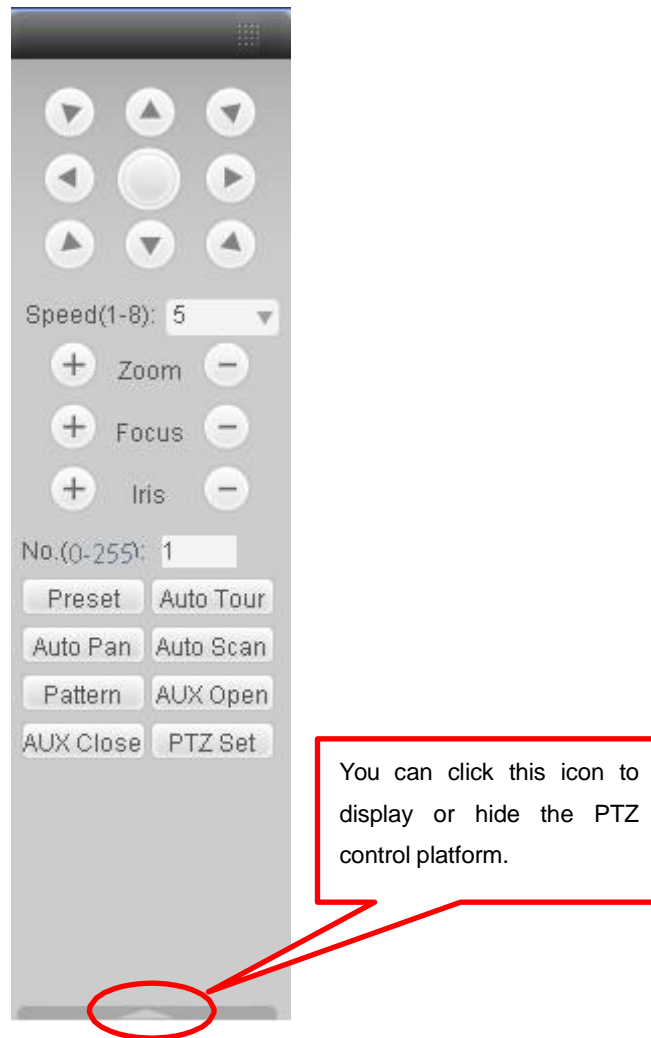 Speed(1-8): 5
+ Zoom −
+ Focus −
+ Iris −
No.(0-255): 1
Preset Auto Tour
Auto Pan Auto Scan
Pattern AUX Open
AUX Close PTZ Set
You can click this icon to
display or hide the PTZ
control platform.